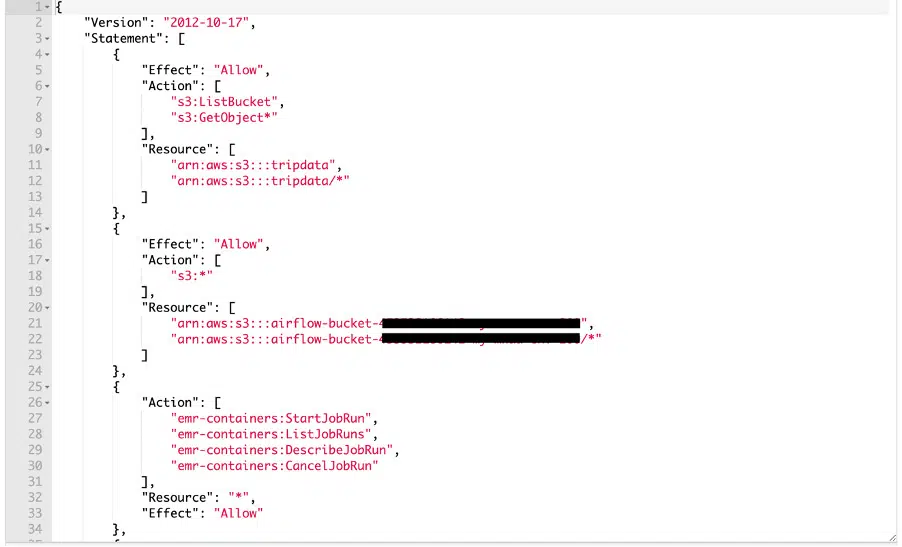 1 {
2 "Version": "2012-10-17",
3 "Statement": [
4 {
5 "Effect": "Allow",
6 "Action": [
7 "s3:ListBucket",
8 "s3:GetObject*"
9 ],
10 "Resource": [
11 "arn:aws:s3:::tripdata",
12 "arn:aws:s3:::tripdata/*"
13 ]
14 },
15 {
16 "Effect": "Allow",
17 "Action": [
18 "s3:*"
19 ],
20 "Resource": [
21 "arn:aws:s3:::airflow-bucket- ",
22 "arn:aws:s3:::airflow-bucket- /*"
23 ]
24 },
25 {
26 "Action": [
27 "emr-containers:StartJobRun",
28 "emr-containers:ListJobRuns",
29 "emr-containers:DescribeJobRun",
30 "emr-containers:CancelJobRun"
31 ],
32 "Resource": "*",
33 "Effect": "Allow"
34 },